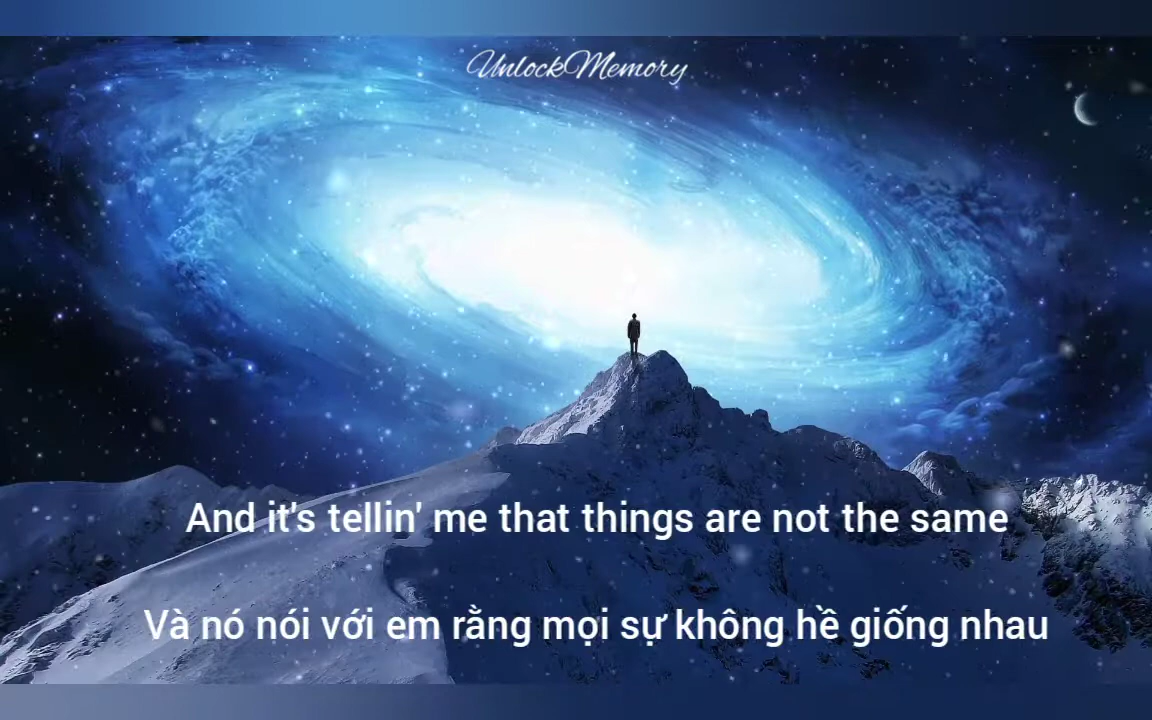 UnlockMemory
And it's tellin' me that things are not the same
Và nó nói với em rằng mọi sự không hề giống nhau